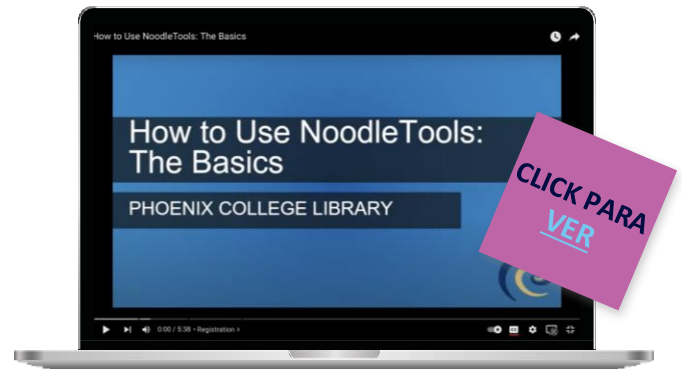 How to Use NoodleTools: The Basics
How to Use NoodleTools:
The Basics
PHOENIX COLLEGE LIBRARY
CLICK PARA
VER
0:00 / 5:38 • Registration ›
CC